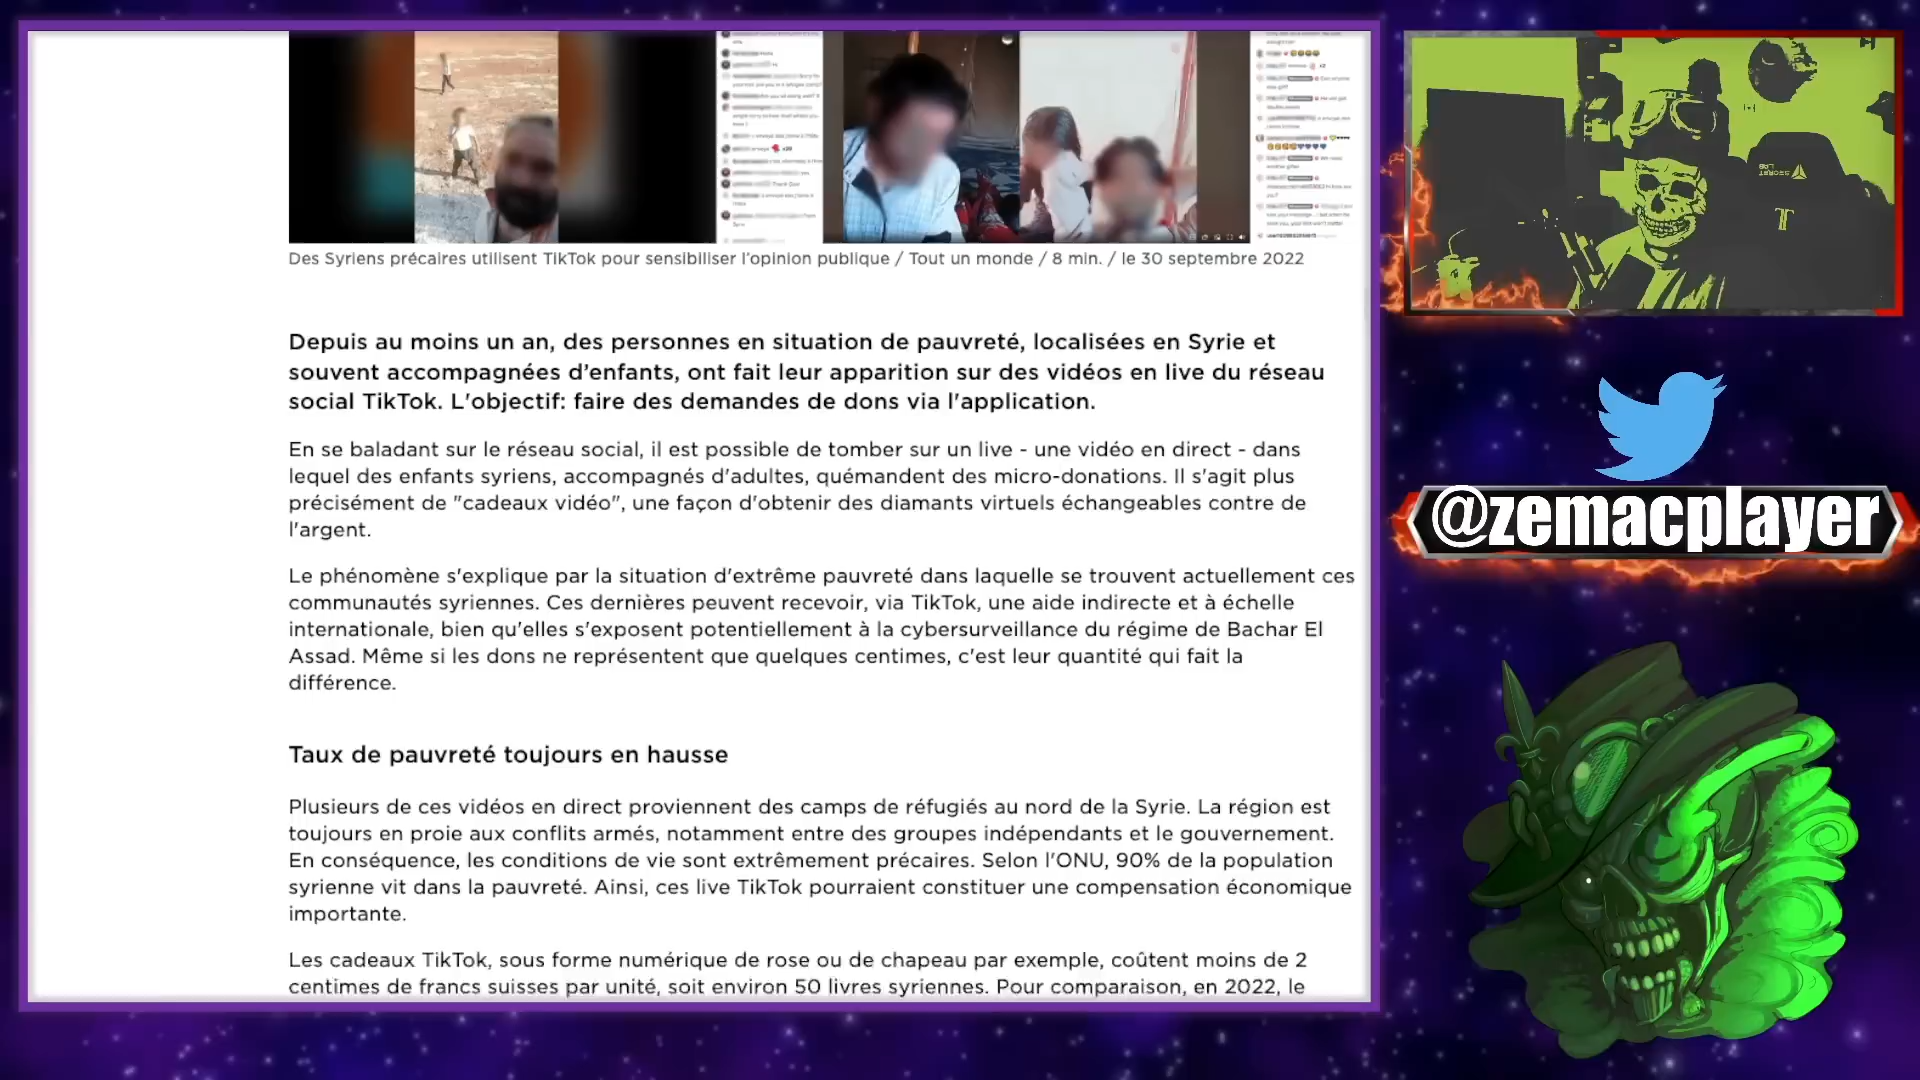 Des Syriens précaires utilisent TikTok pour sensibiliser l'opinion publique / Tout un monde / 8 min. / le 30 septembre 2022
Depuis au moins un an, des personnes en situation de pauvreté, localisées en Syrie et
souvent accompagnées d'enfants, ont fait leur apparition sur des vidéos en live du réseau
social TikTok. L'objectif: faire des demandes de dons via l'application.
En se baladant sur le réseau social, il est possible de tomber sur un live - une vidéo en direct - dans
lequel des enfants syriens, accompagnés d'adultes, quémandent des micro-donations. Il s'agit plus
précisément de "cadeaux vidéo", une façon d'obtenir des diamants virtuels échangeables contre de
l'argent.
Le phénomène s'explique par la situation d'extrême pauvreté dans laquelle se trouvent actuellement ces
communautés syriennes. Ces dernières peuvent recevoir, via TikTok, une aide indirecte et à échelle
internationale, bien qu'elles s'exposent potentiellement à la cybersurveillance du régime de Bachar El
Assad. Même si les dons ne représentent que quelques centimes, c'est leur quantité qui fait la
différence.
Taux de pauvreté toujours en hausse
Plusieurs de ces vidéos en direct proviennent des camps de réfugiés au nord de la Syrie. La région est
toujours en proie aux conflits armés, notamment entre des groupes indépendants et le gouvernement.
En conséquence, les conditions de vie sont extrêmement précaires. Selon l'ONU, 90% de la population
syrienne vit dans la pauvreté. Ainsi, ces live TikTok pourraient constituer une compensation économique
importante.
Les cadeaux TikTok, sous forme numérique de rose ou de chapeau par exemple, coûtent moins de 2
centimes de francs suisses par unité, soit environ 50 livres syriennes. Pour comparaison, en 2022, le
@zemacplayer